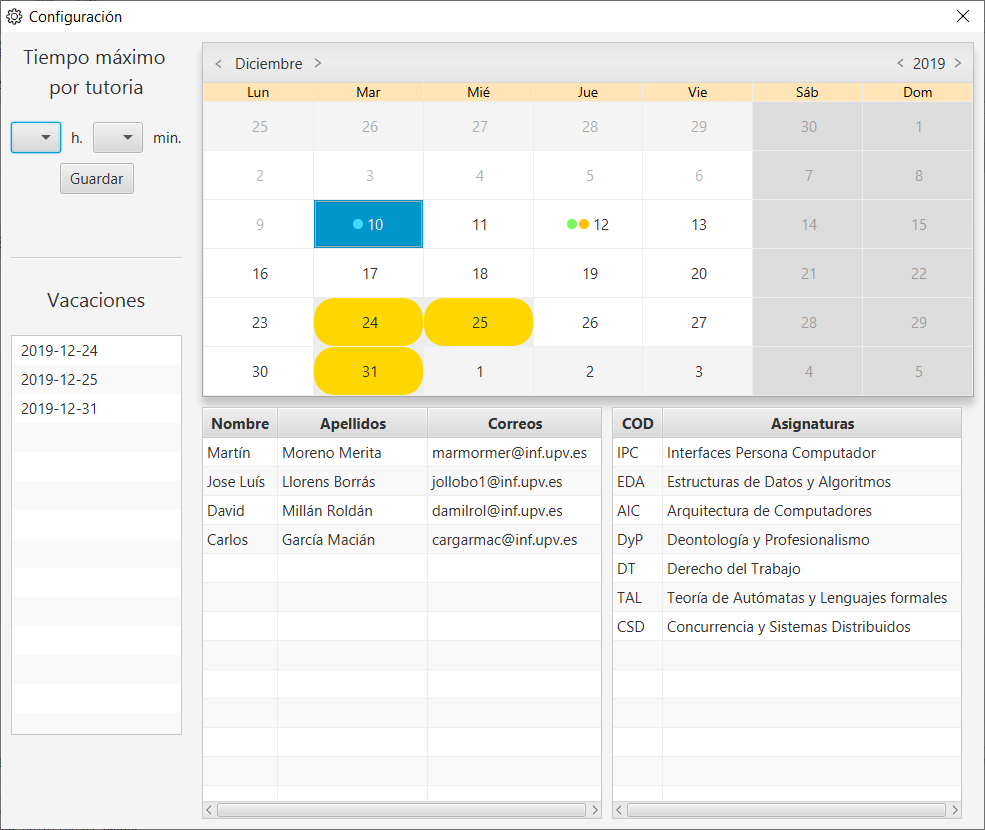 Configuración
Tiempo máximo
por tutoria
h. min.
Guardar
Vacaciones
2019-12-24
2019-12-25
2019-12-31
< Diciembre > < 2019 >
Lun Mar Mié Jue Vie Sáb Dom
25 26 27 28 29 30 1
2 3 4 5 6 7 8
9 10 11 12 13 14 15
16 17 18 19 20 21 22
23 24 25 26 27 28 29
30 31 1 2 3 4 5
Nombre Apellidos Correos
Martín Moreno Merita marmormer@inf.upv.es
Jose Luís Llorens Borrás jollobo1@inf.upv.es
David Millán Roldán damilrol@inf.upv.es
Carlos García Macián cargarmac@inf.upv.es
COD Asignaturas
IPC Interfaces Persona Computador
EDA Estructuras de Datos y Algoritmos
AIC Arquitectura de Computadores
DyP Deontología y Profesionalismo
DT Derecho del Trabajo
TAL Teoría de Autómatas y Lenguajes formales
CSD Concurrencia y Sistemas Distribuidos